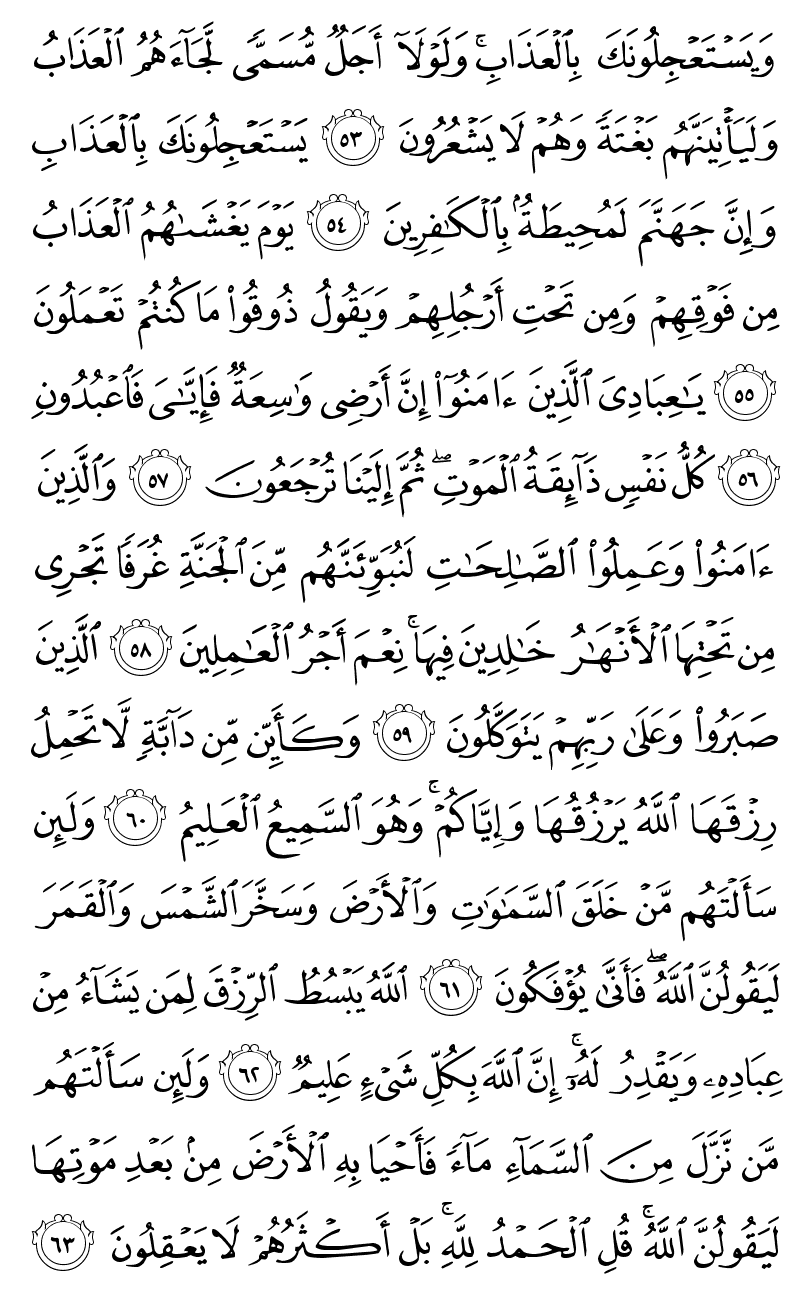 وَيَسْتَعْجِلُونَكَ بِٱلْعَذَابِ ۚ وَلَوْلَآ أَجَلٌ مُّسَمًّى لَّجَآءَهُمُ ٱلْعَذَابُ
وَلَيَأْتِيَنَّهُم بَغْتَةً وَهُمْ لَا يَشْعُرُونَ ٥٣ يَسْتَعْجِلُونَكَ بِٱلْعَذَابِ
وَإِنَّ جَهَنَّمَ لَمُحِيطَةٌۢ بِٱلْكَـٰفِرِينَ ٥٤ يَوْمَ يَغْشَىٰهُمُ ٱلْعَذَابُ
مِن فَوْقِهِمْ وَمِن تَحْتِ أَرْجُلِهِمْ وَيَقُولُ ذُوقُوا۟ مَا كُنتُمْ تَعْمَلُونَ
٥٥ يَـٰعِبَادِىَ ٱلَّذِينَ ءَامَنُوٓا۟ إِنَّ أَرْضِى وَٰسِعَةٌ فَإِيَّـٰىَ فَٱعْبُدُونِ
٥٦ كُلُّ نَفْسٍ ذَآئِقَةُ ٱلْمَوْتِ ۖ ثُمَّ إِلَيْنَا تُرْجَعُونَ ٥٧ وَٱلَّذِينَ
ءَامَنُوا۟ وَعَمِلُوا۟ ٱلصَّـٰلِحَـٰتِ لَنُبَوِّئَنَّهُم مِّنَ ٱلْجَنَّةِ غُرَفًا تَجْرِى
مِن تَحْتِهَا ٱلْأَنْهَـٰرُ خَـٰلِدِينَ فِيهَا ۚ نِعْمَ أَجْرُ ٱلْعَـٰمِلِينَ ٥٨ ٱلَّذِينَ
صَبَرُوا۟ وَعَلَىٰ رَبِّهِمْ يَتَوَكَّلُونَ ٥٩ وَكَأَيِّن مِّن دَآبَّةٍ لَّا تَحْمِلُ
رِزْقَهَا ٱللَّهُ يَرْزُقُهَا وَإِيَّاكُمْ ۚ وَهُوَ ٱلسَّمِيعُ ٱلْعَلِيمُ ٦٠ وَلَئِن
سَأَلْتَهُم مَّنْ خَلَقَ ٱلسَّمَـٰوَٰتِ وَٱلْأَرْضَ وَسَخَّرَ ٱلشَّمْسَ وَٱلْقَمَرَ
لَيَقُولُنَّ ٱللَّهُ ۖ فَأَنَّىٰ يُؤْفَكُونَ ٦١ ٱللَّهُ يَبْسُطُ ٱلرِّزْقَ لِمَن يَشَآءُ مِنْ
عِبَادِهِۦ وَيَقْدِرُ لَهُۥٓ ۚ إِنَّ ٱللَّهَ بِكُلِّ شَىْءٍ عَلِيمٌ ٦٢ وَلَئِن سَأَلْتَهُم
مَّن نَّزَّلَ مِنَ ٱلسَّمَآءِ مَآءً فَأَحْيَا بِهِ ٱلْأَرْضَ مِنۢ بَعْدِ مَوْتِهَا
لَيَقُولُنَّ ٱللَّهُ ۚ قُلِ ٱلْحَمْدُ لِلَّهِ ۚ بَلْ أَكْثَرُهُمْ لَا يَعْقِلُونَ ٦٣